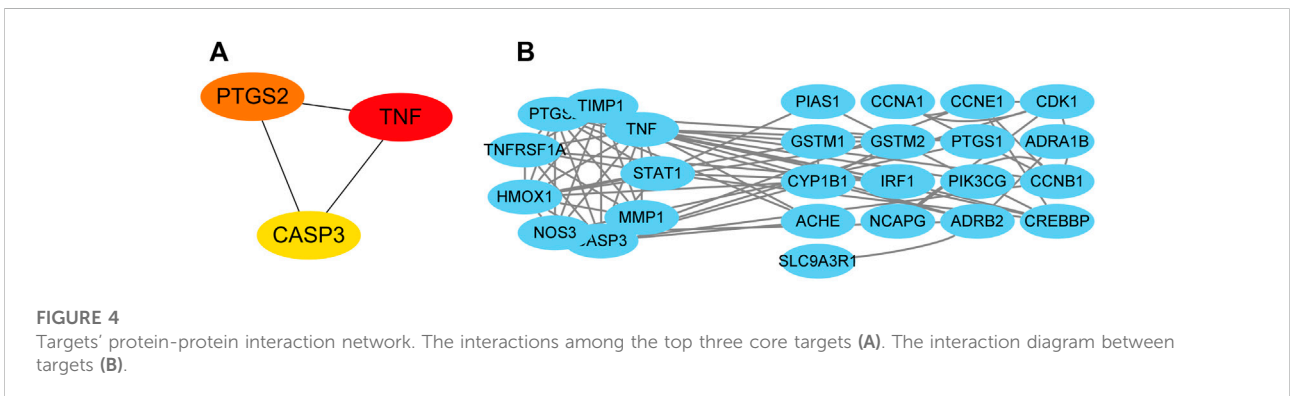 A
B
PTGS2
TNF
CASP3
PTGS
TIMP1
TNF
TNFRSF1A
STAT1
HMOX1
MMP1
NOS3
ASP3
PIAS1 CCNA1 CCNE1 CDK1
GSTM1 GSTM2 PTGS1 ADRA1B
CYP1B1 IRF1 PIK3CG CCNB1
ACHE NCAPG ADRB2 CREBBP
SLC9A3R1
FIGURE 4
Targets’ protein-protein interaction network. The interactions among the top three core targets (A). The interaction diagram between
targets (B).